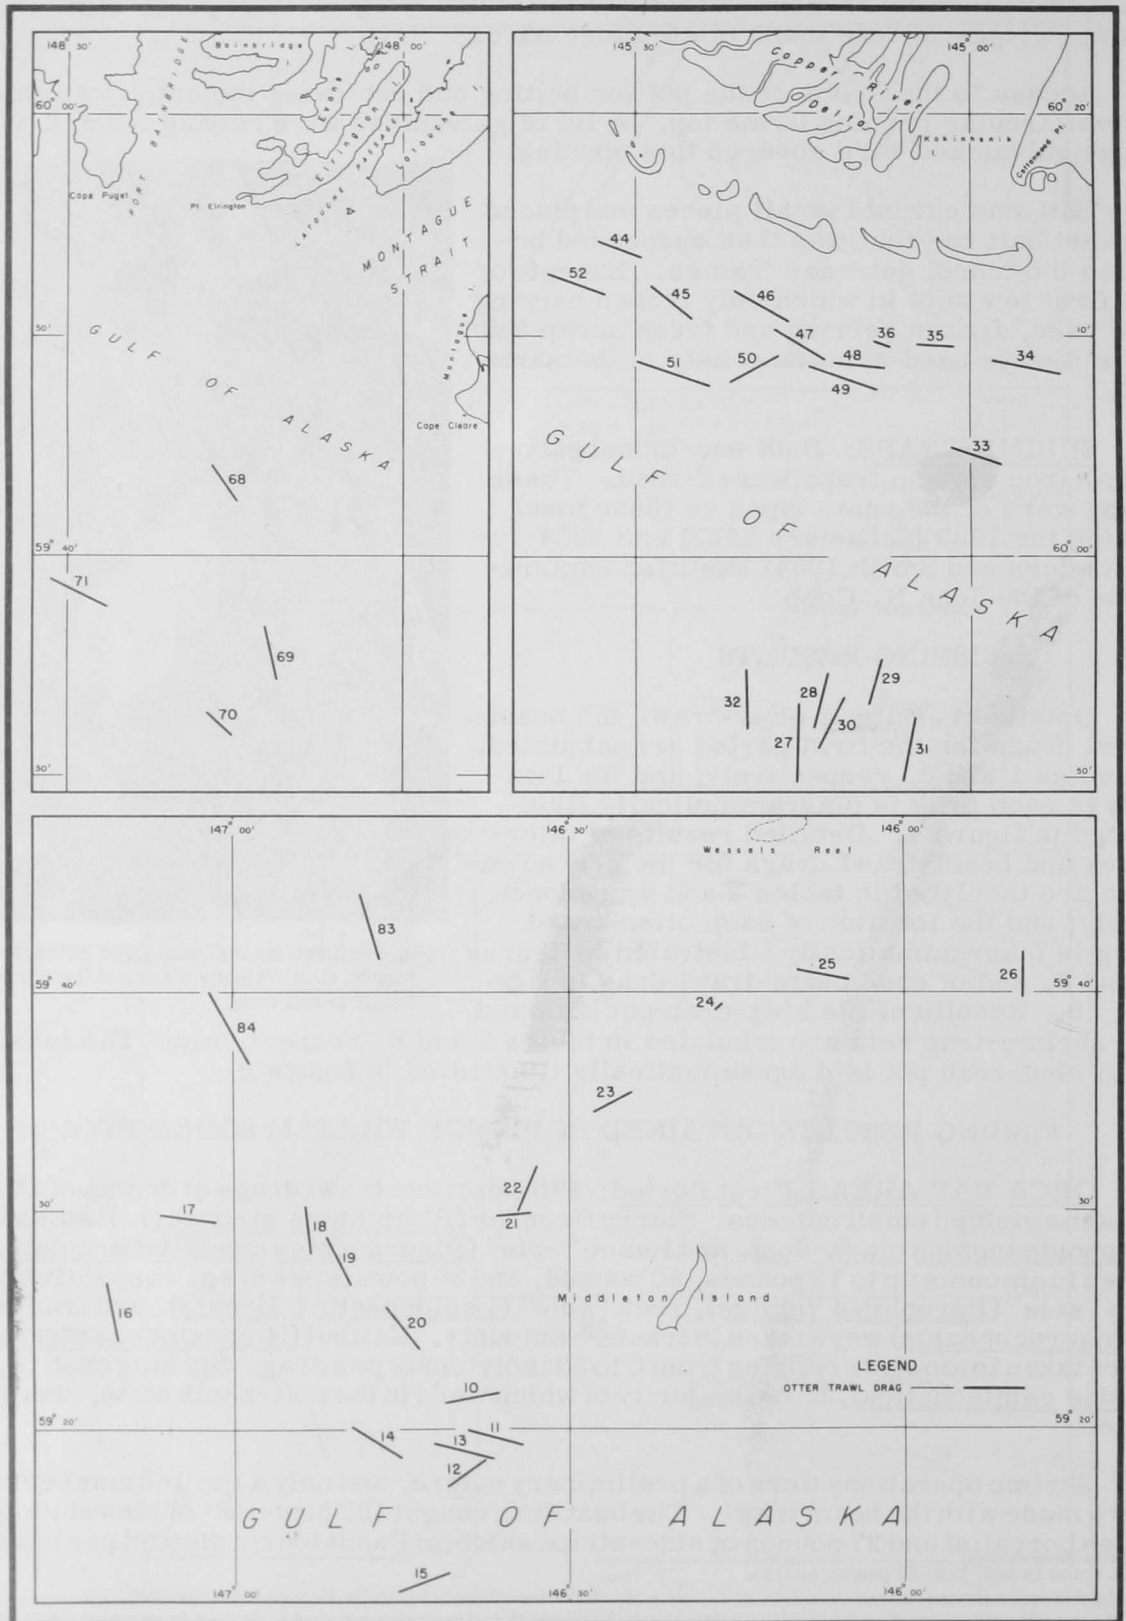 148° 30'
148° 00'
Bainbridge
I.
PORT BAINBRIDGE
Evans
Elrington I.
LATOUCHE PASSAGE
Latouche
60° 00'
Cape Puget
Pt. Elrington
MONTAGUE
STRAIT
50'
GULF
OF
ALASKA
Montague I.
Cape Cleare
68
59° 40'
71
69
70
30'
145° 30'
145° 00'
Copper River
Delta
60° 20'
Cottonwood Pt.
44
52
45
46
47
36
35
10'
51
50
48
34
49
GULF
33
OF
60° 00'
ALASKA
32
28
29
30
27
31
50'
147° 00'
146° 30'
146° 00'
Wessels Reef
83
25
26
59° 40'
24
84
23
22
30'
17
21
30'
18
19
16
Middleton Island
20
LEGEND
10
OTTER TRAWL DRAG
59° 20'
11
59° 20'
14
13
12
GULF OF ALASKA
15
147° 00'
146° 30'
146° 00'